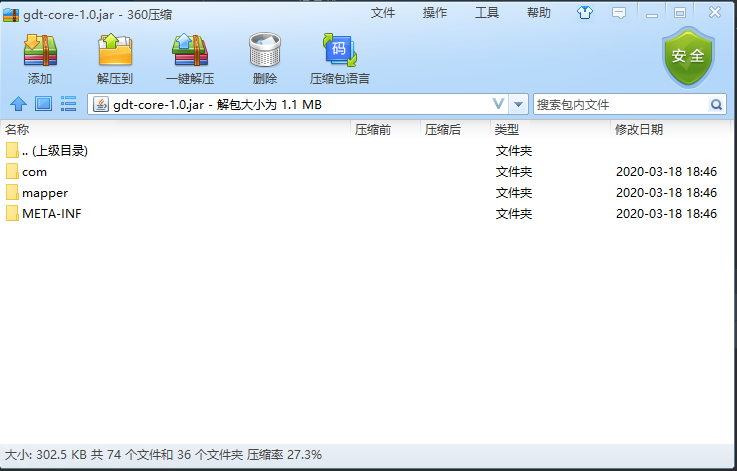 gdt-core-1.0.jar - 360压缩
文件 操作 工具 帮助
添加 解压到 一键解压 删除 压缩包语言
码
安全
gdt-core-1.0.jar - 解包大小为 1.1 MB
搜索包内文件
名称 压缩前 压缩后 类型 修改日期
.. (上级目录) 文件夹
com 文件夹 2020-03-18 18:46
mapper 文件夹 2020-03-18 18:46
META-INF 文件夹 2020-03-18 18:46
大小: 302.5 KB 共 74 个文件和 36 个文件夹 压缩率 27.3%